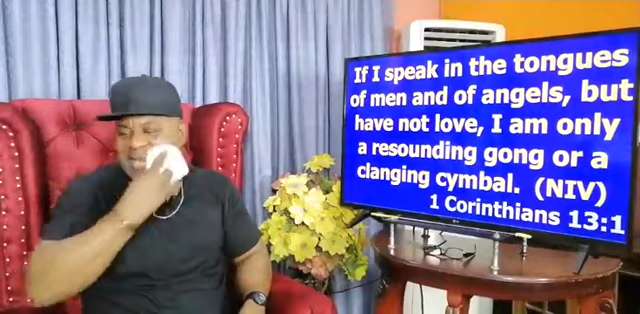 If I speak in the tongues
of men and of angels, but
have not love, I am only
a resounding gong or a
clanging cymbal. (NIV)
1 Corinthians 13:1